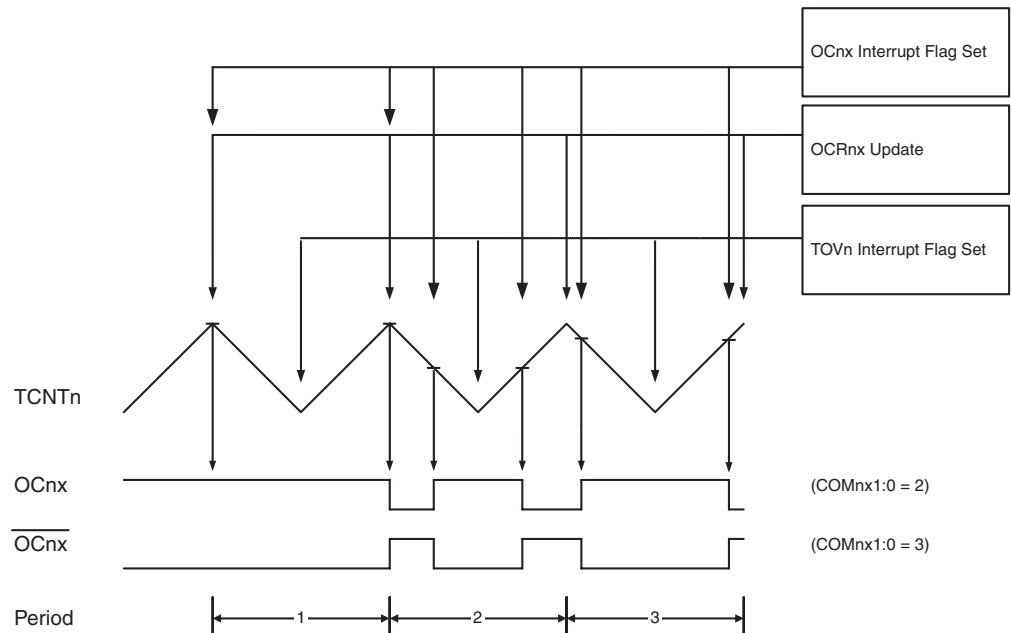 OCnx Interrupt Flag Set
OCRnx Update
TOVn Interrupt Flag Set
TCNTn
OCnx
(COMnx1:0 = 2)
OCnx
(COMnx1:0 = 3)
Period
1
2
3